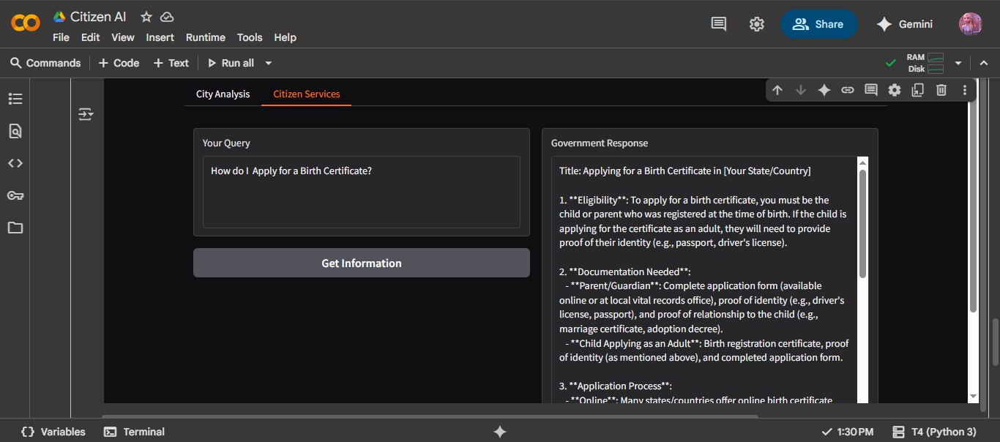 Citizen AI
File Edit View Insert Runtime Tools Help
Share
Gemini
Commands
+ Code
+ Text
Run all
RAM
Disk
City Analysis
Citizen Services
Your Query
How do I  Apply for a Birth Certificate?
Get Information
Government Response
Title: Applying for a Birth Certificate in [Your State/Country]
1. **Eligibility**: To apply for a birth certificate, you must be the
child or parent who was registered at the time of birth. If the child is
applying for the certificate as an adult, they will need to provide
proof of their identity (e.g., passport, driver's license).
2. **Documentation Needed**:
- **Parent/Guardian**: Complete application form (available
online or at local vital records office), proof of identity (e.g., driver's
license, passport), and proof of relationship to the child (e.g.,
marriage certificate, adoption decree).
- **Child Applying as an Adult**: Birth registration certificate, proof
of identity (as mentioned above), and completed application form.
3. **Application Process**:
- **Online**: Many states/countries offer online birth certificate
Variables
Terminal
1:30 PM
T4 (Python 3)